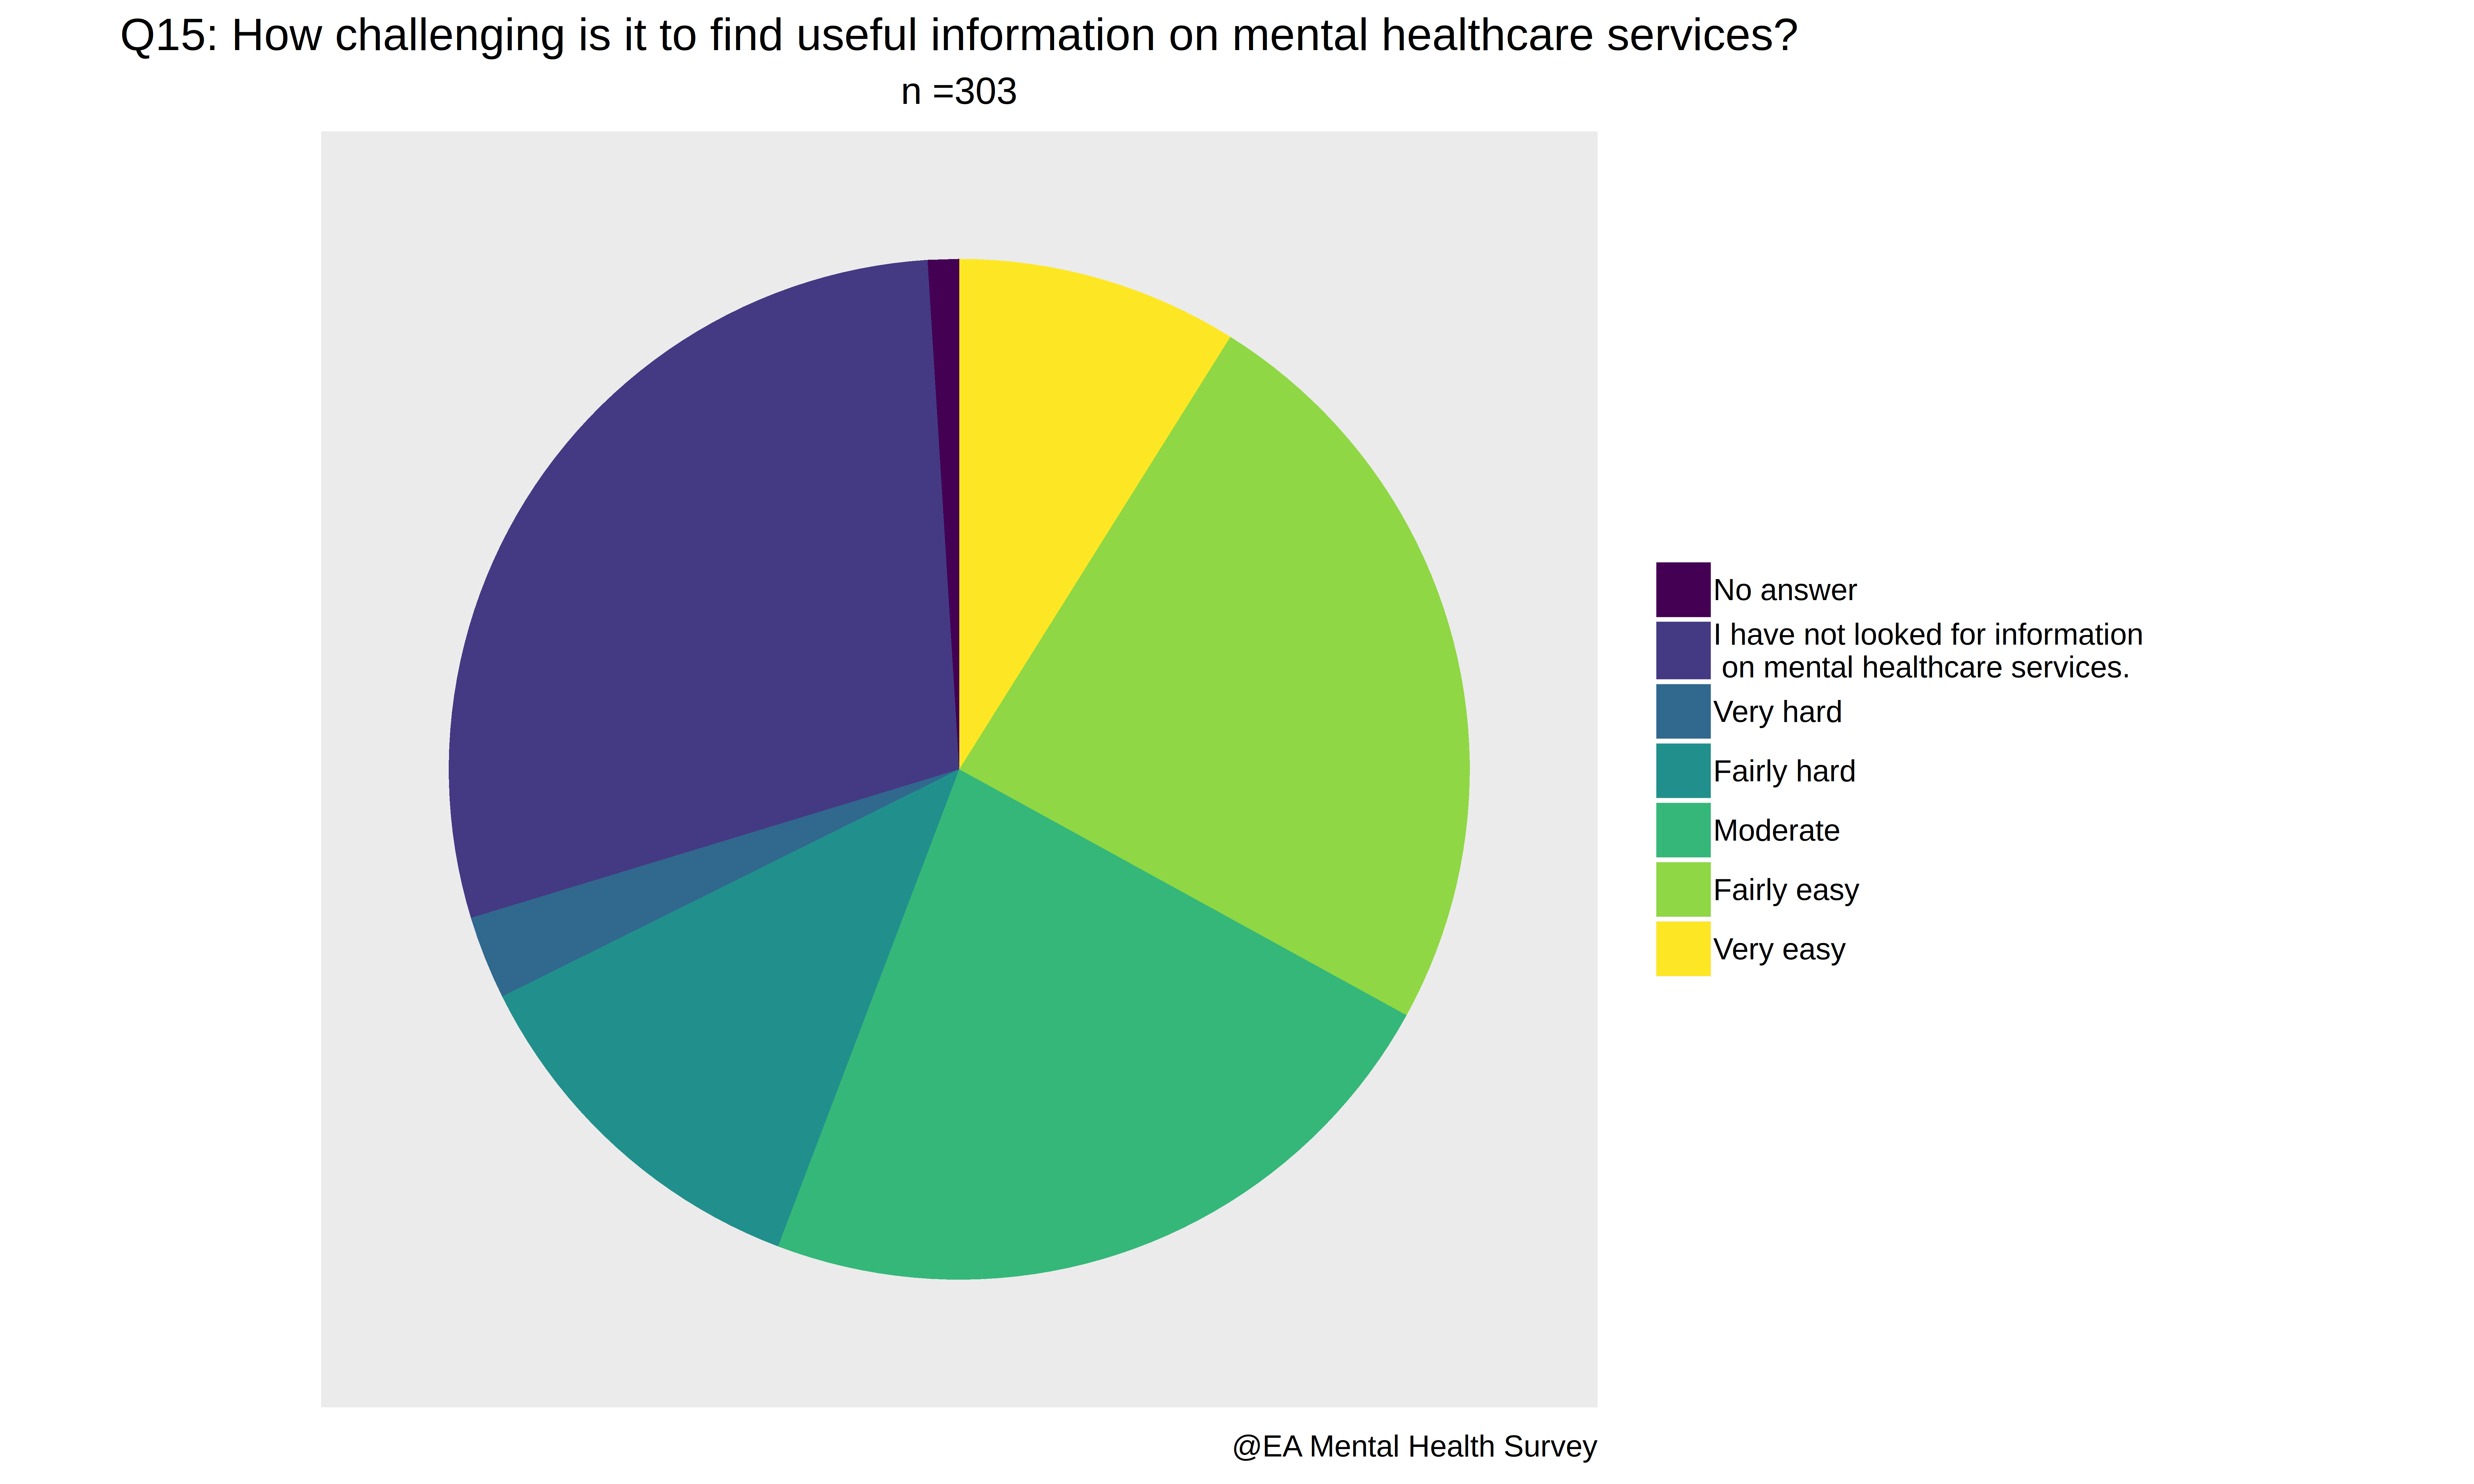 Q15: How challenging is it to find useful information on mental healthcare services?
n =303
No answer
I have not looked for information
on mental healthcare services.
Very hard
Fairly hard
Moderate
Fairly easy
Very easy
@EA Mental Health Survey